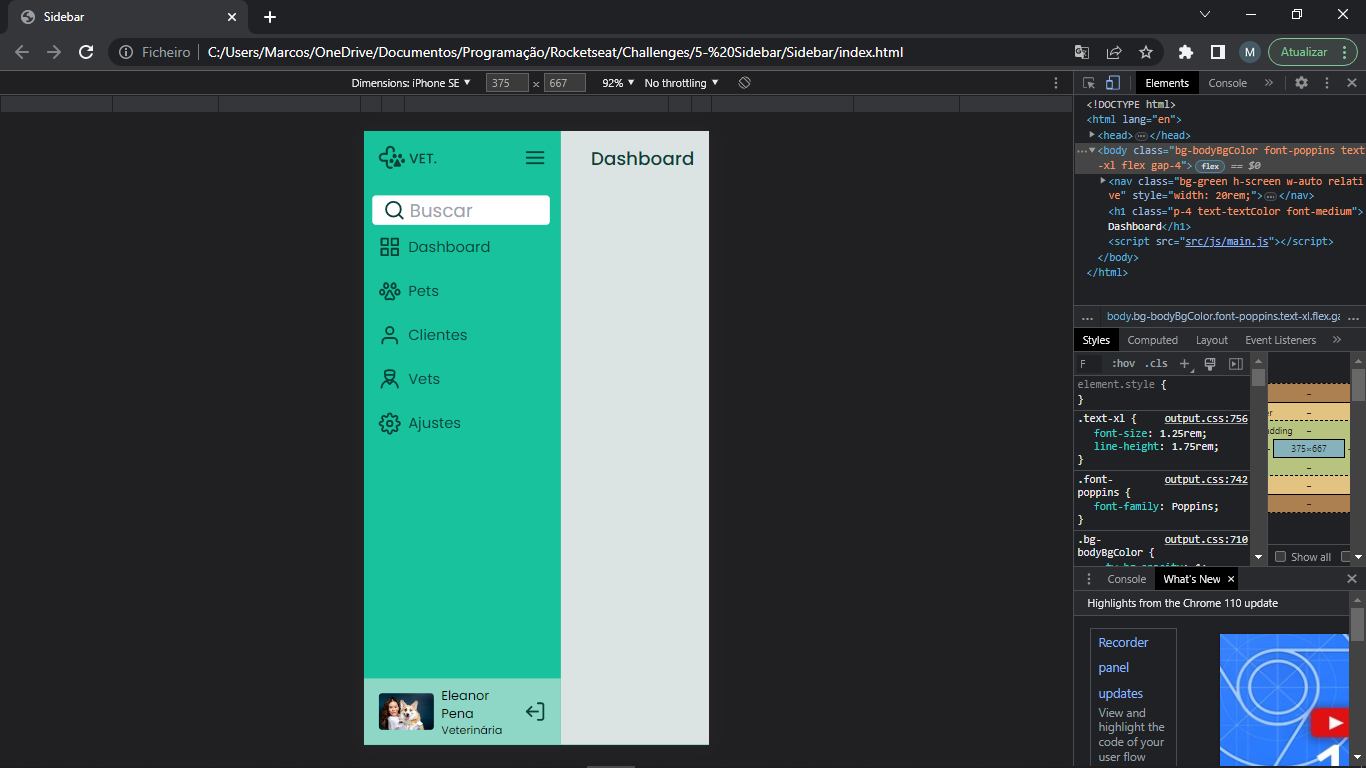 Sidebar
Ficheiro
C:/Users/Marcos/OneDrive/Documentos/Programação/Rocketseat/Challenges/5-%20Sidebar/Sidebar/index.html
M
Atualizar
Dimensions: iPhone SE
375 × 667
92%
No throttling
Elements
Console
VET.
Buscar
Dashboard
Pets
Clientes
Vets
Ajustes
Eleanor
Pena
Veterinária
Dashboard
<!DOCTYPE html>
<html lang="en">
<head>…</head>
…<body class="bg-bodyBgColor font-poppins text
-xl flex gap-4"> flex == $0
<nav class="bg-green h-screen w-auto relati
ve" style="width: 20rem;">…</nav>
<h1 class="p-4 text-textColor font-medium">
Dashboard</h1>
<script src="src/js/main.js"></script>
</body>
</html>
… body.bg-bodyBgColor.font-poppins.text-xl.flex.ga …
Styles
Computed
Layout
Event Listeners
F
:hov
.cls
element.style {
}
.text-xl {
output.css:756
font-size: 1.25rem;
line-height: 1.75rem;
}
.font-
poppins {
output.css:742
font-family: Poppins;
}
.bg-
bodyBgColor {
output.css:710
adding
375×667
Show all
Console
What's New
Highlights from the Chrome 110 update
Recorder
panel
updates
View and
highlight the
code of your
user flow
1